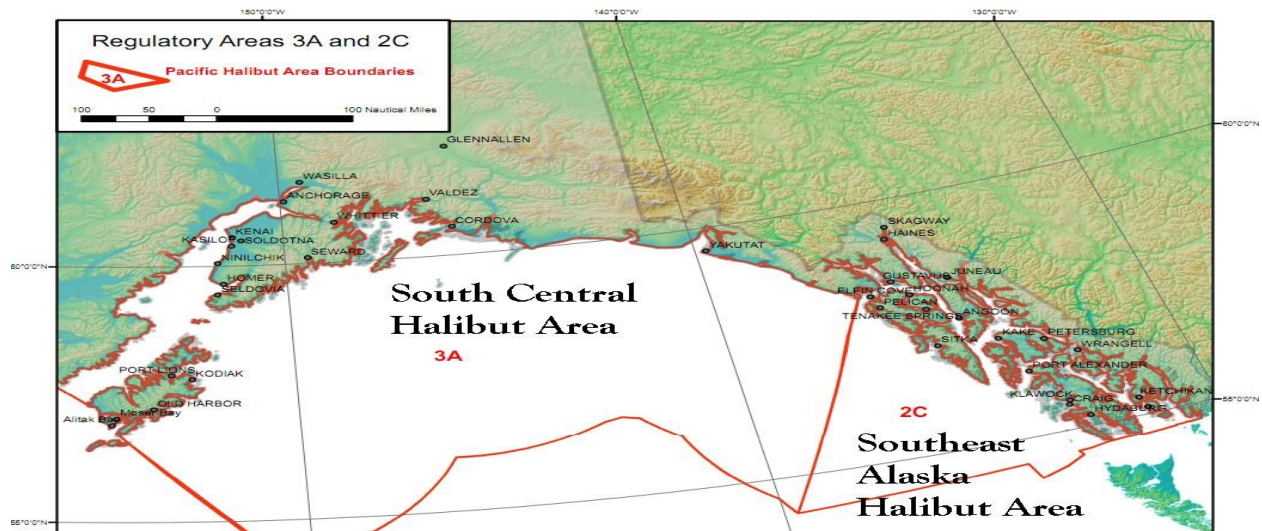 150°0'0"W
140°0'0"W
130°0'0"W
Regulatory Areas 3A and 2C
3A
Pacific Halibut Area Boundaries
100 50 0 100 Nautical Miles
60°0'0"N
GLENNALLEN
WASILLA
ANCHORAGE
VALDEZ
WHITTIER
CORDOVA
KENAI
KASILOF
SOLDOTNA
NINILCHIK
SEWARD
HOMER
SELDOVIA
60°0'0"N
YAKUTAT
SKAGWAY
HAINES
GUSTAVUS
JUNEAU
ELFIN COVE
HOONAH
PELICAN
TENAKEE SPRINGS
ANGOON
SITKA
KAKE
PETERSBURG
WRANGELL
PORT ALEXANDER
KLAWOCK
CRAIG
KETCHIKAN
HYDABURG
55°0'0"N
South Central
Halibut Area
3A
PORT LIONS
KODIAK
OLD HARBOR
Moser Bay
Alitak Bay
2C
Southeast
Alaska
Halibut Area
55°0'0"N